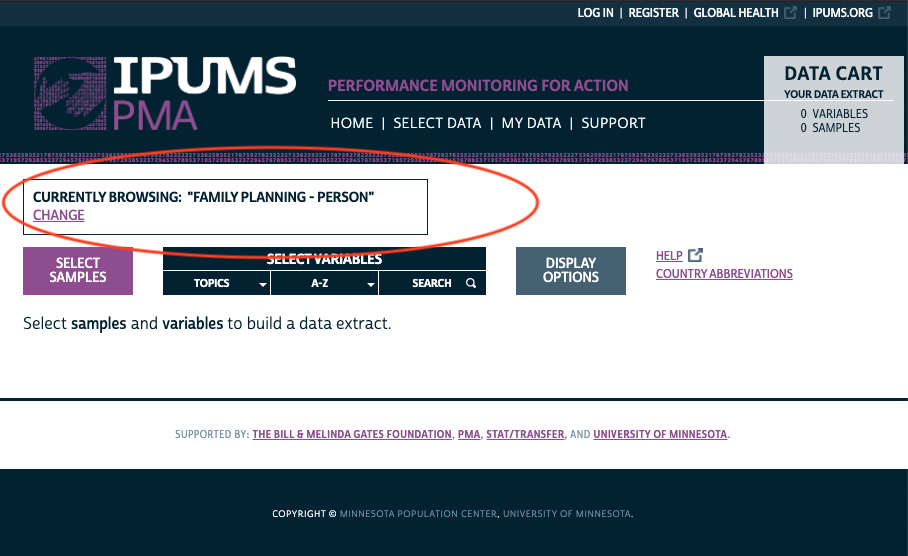 LOG IN | REGISTER | GLOBAL HEALTH | IPUMS.ORG
IPUMS
PMA
PERFORMANCE MONITORING FOR ACTION
HOME | SELECT DATA | MY DATA | SUPPORT
DATA CART
YOUR DATA EXTRACT
0 VARIABLES
0 SAMPLES
CURRENTLY BROWSING: "FAMILY PLANNING - PERSON"
CHANGE
SELECT
SAMPLES
SELECT VARIABLES
TOPICS
A-Z
SEARCH
DISPLAY
OPTIONS
HELP
COUNTRY ABBREVIATIONS
Select samples and variables to build a data extract.
SUPPORTED BY: THE BILL & MELINDA GATES FOUNDATION, PMA, STAT/TRANSFER, AND UNIVERSITY OF MINNESOTA.
COPYRIGHT © MINNESOTA POPULATION CENTER, UNIVERSITY OF MINNESOTA.